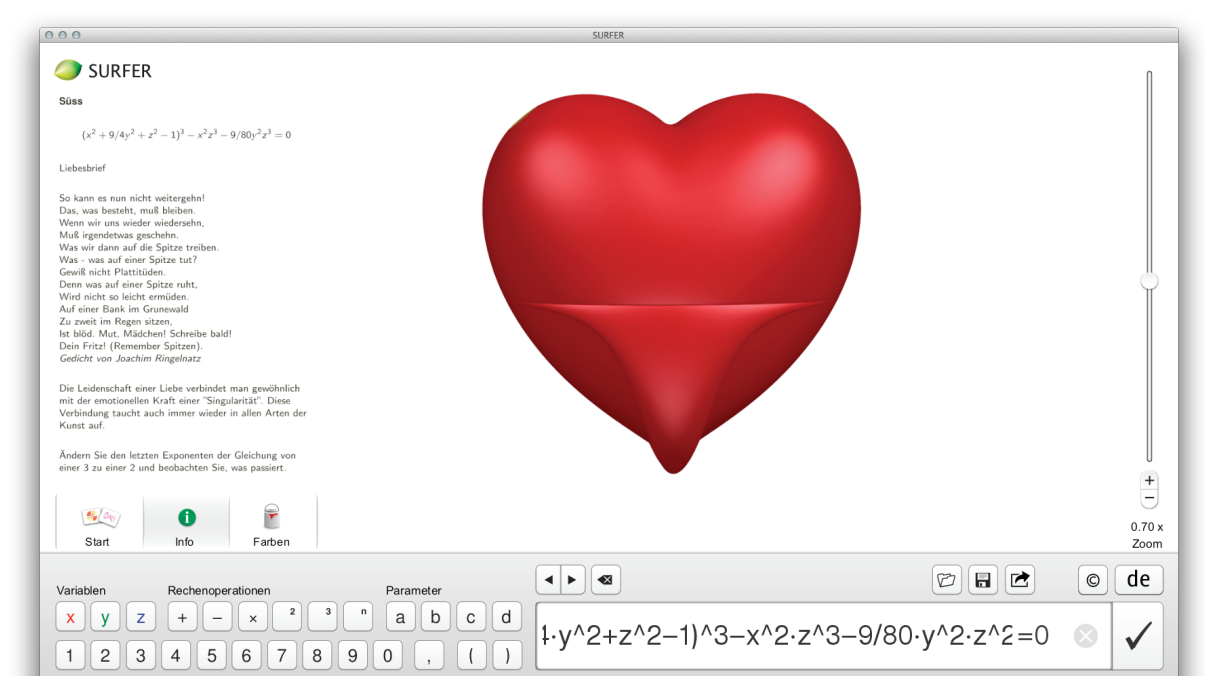 SURFER
SURFER
Süss
(x² + 9/4y² + z² − 1)³ − x²z³ − 9/80y²z³ = 0
Liebesbrief
So kann es nun nicht weitergehn!
Das, was besteht, muß bleiben.
Wenn wir uns wieder wiedersehn,
Muß irgendetwas geschehn.
Was wir dann auf die Spitze treiben.
Was - was auf einer Spitze tut?
Gewiß nicht Plattitüden.
Denn was auf einer Spitze ruht,
Wird nicht so leicht ermüden.
Auf einer Bank im Grunewald
Zu zweit im Regen sitzen,
Ist blöd. Mut, Mädchen! Schreibe bald!
Dein Fritz! (Remember Spitzen).
Gedicht von Joachim Ringelnatz
Die Leidenschaft einer Liebe verbindet man gewöhnlich
mit der emotionellen Kraft einer "Singularität". Diese
Verbindung taucht auch immer wieder in allen Arten der
Kunst auf.
Ändern Sie den letzten Exponenten der Gleichung von
einer 3 zu einer 2 und beobachten Sie, was passiert.
Start Info Farben
+
−
0.70 x
Zoom
Variablen Rechenoperationen Parameter
© de
x y z + − × ² ³ ⁿ a b c d
1 2 3 4 5 6 7 8 9 0 , ( )
·y^2+z^2−1)^3−x^2·z^3−9/80·y^2·z^2=0